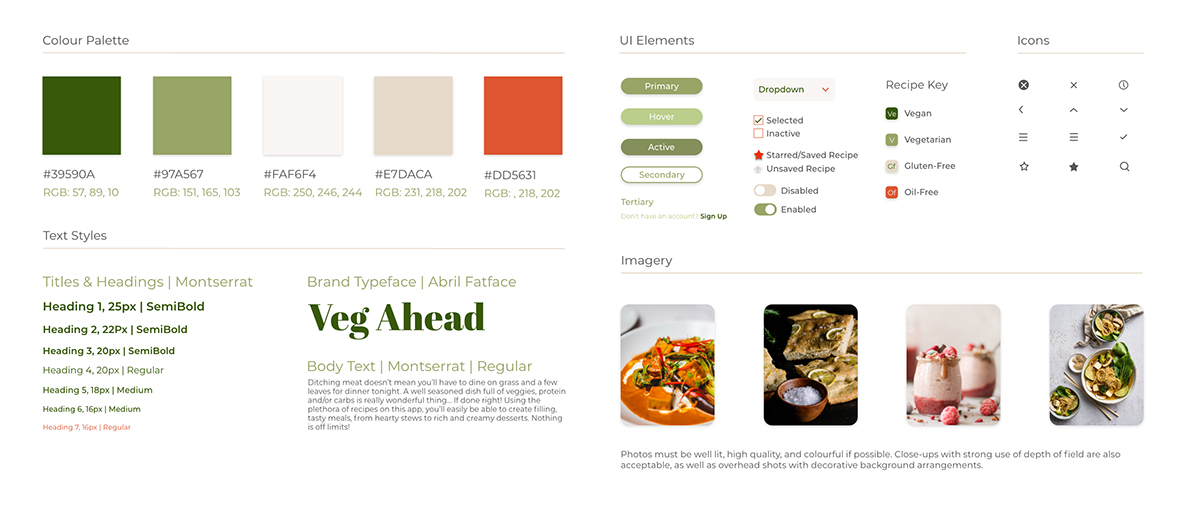 Colour Palette
#39590A
RGB: 57, 89, 10
#97A567
RGB: 151, 165, 103
#FAF6F4
RGB: 250, 246, 244
#E7DACA
RGB: 231, 218, 202
#DD5631
RGB: , 218, 202
Text Styles
Titles & Headings | Montserrat
Heading 1, 25px | SemiBold
Heading 2, 22Px | SemiBold
Heading 3, 20px | SemiBold
Heading 4, 20px | Regular
Heading 5, 18px | Medium
Heading 6, 16px | Medium
Heading 7, 16px | Regular
Brand Typeface | Abril Fatface
Veg Ahead
Body Text | Montserrat | Regular
Ditching meat doesn't mean you'll have to dine on grass and a few
leaves for dinner tonight. A well seasoned dish full of veggies, protein
and/or carbs is really wonderful thing... If done right! Using the
plethora of recipes on this app, you'll easily be able to create filling,
tasty meals, from hearty stews to rich and creamy desserts. Nothing
is off limits!
UI Elements
Primary
Hover
Active
Secondary
Tertiary
Don't have an account? Sign Up
Dropdown
Selected
Inactive
Starred/Saved Recipe
Unsaved Recipe
Disabled
Enabled
Recipe Key
Ve Vegan
V Vegetarian
Gf Gluten-Free
Of Oil-Free
Icons
Imagery
Photos must be well lit, high quality, and colourful if possible. Close-ups with strong use of depth of field are also
acceptable, as well as overhead shots with decorative background arrangements.